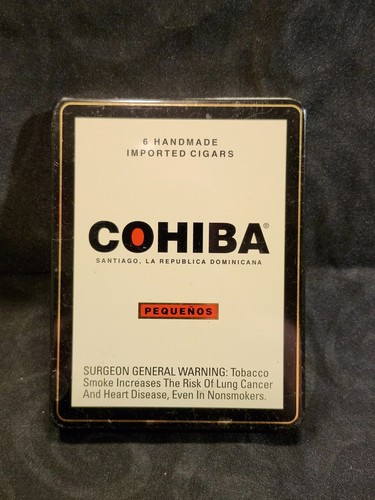 6 HANDMADE
IMPORTED CIGARS
COHIBA®
SANTIAGO, LA REPUBLICA DOMINICANA
PEQUEÑOS
SURGEON GENERAL WARNING: Tobacco
Smoke Increases The Risk Of Lung Cancer
And Heart Disease, Even In Nonsmokers.